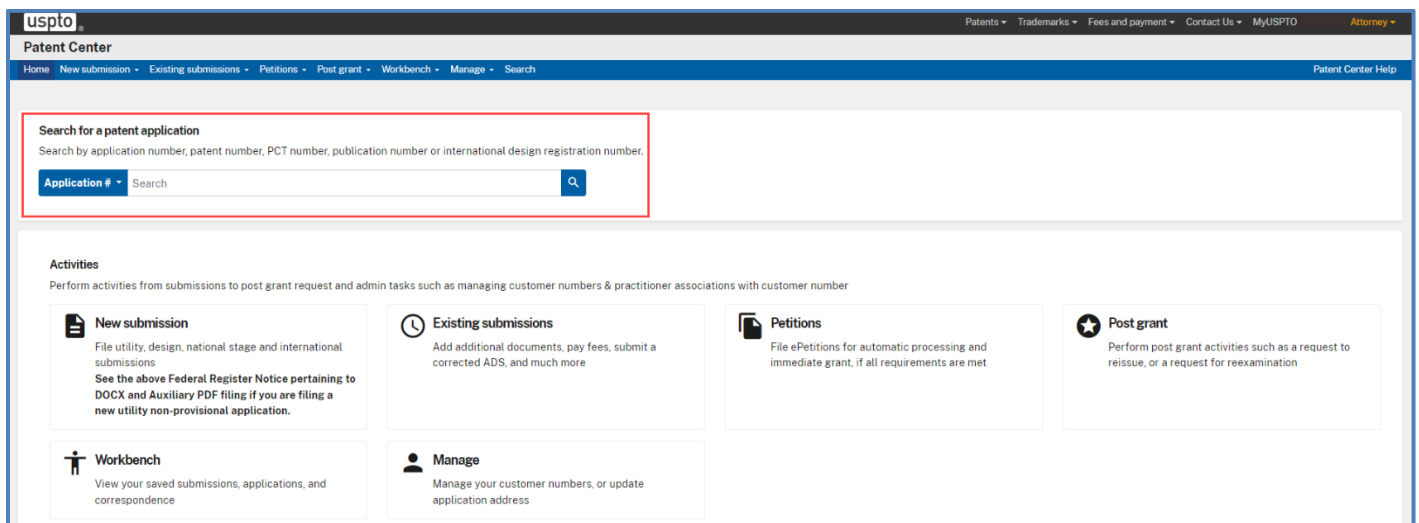 uspto®
Patents Trademarks Fees and payment Contact Us MyUSPTO Attorney
Patent Center
Home New submission Existing submissions Petitions Post grant Workbench Manage Search Patent Center Help
Search for a patent application
Search by application number, patent number, PCT number, publication number or international design registration number.
Application # Search
Activities
Perform activities from submissions to post grant request and admin tasks such as managing customer numbers & practitioner associations with customer number
New submission
File utility, design, national stage and international
submissions
See the above Federal Register Notice pertaining to
DOCX and Auxiliary PDF filing if you are filing a
new utility non-provisional application.
Existing submissions
Add additional documents, pay fees, submit a
corrected ADS, and much more
Petitions
File ePetitions for automatic processing and
immediate grant, if all requirements are met
Post grant
Perform post grant activities such as a request to
reissue, or a request for reexamination
Workbench
View your saved submissions, applications, and
correspondence
Manage
Manage your customer numbers, or update
application address